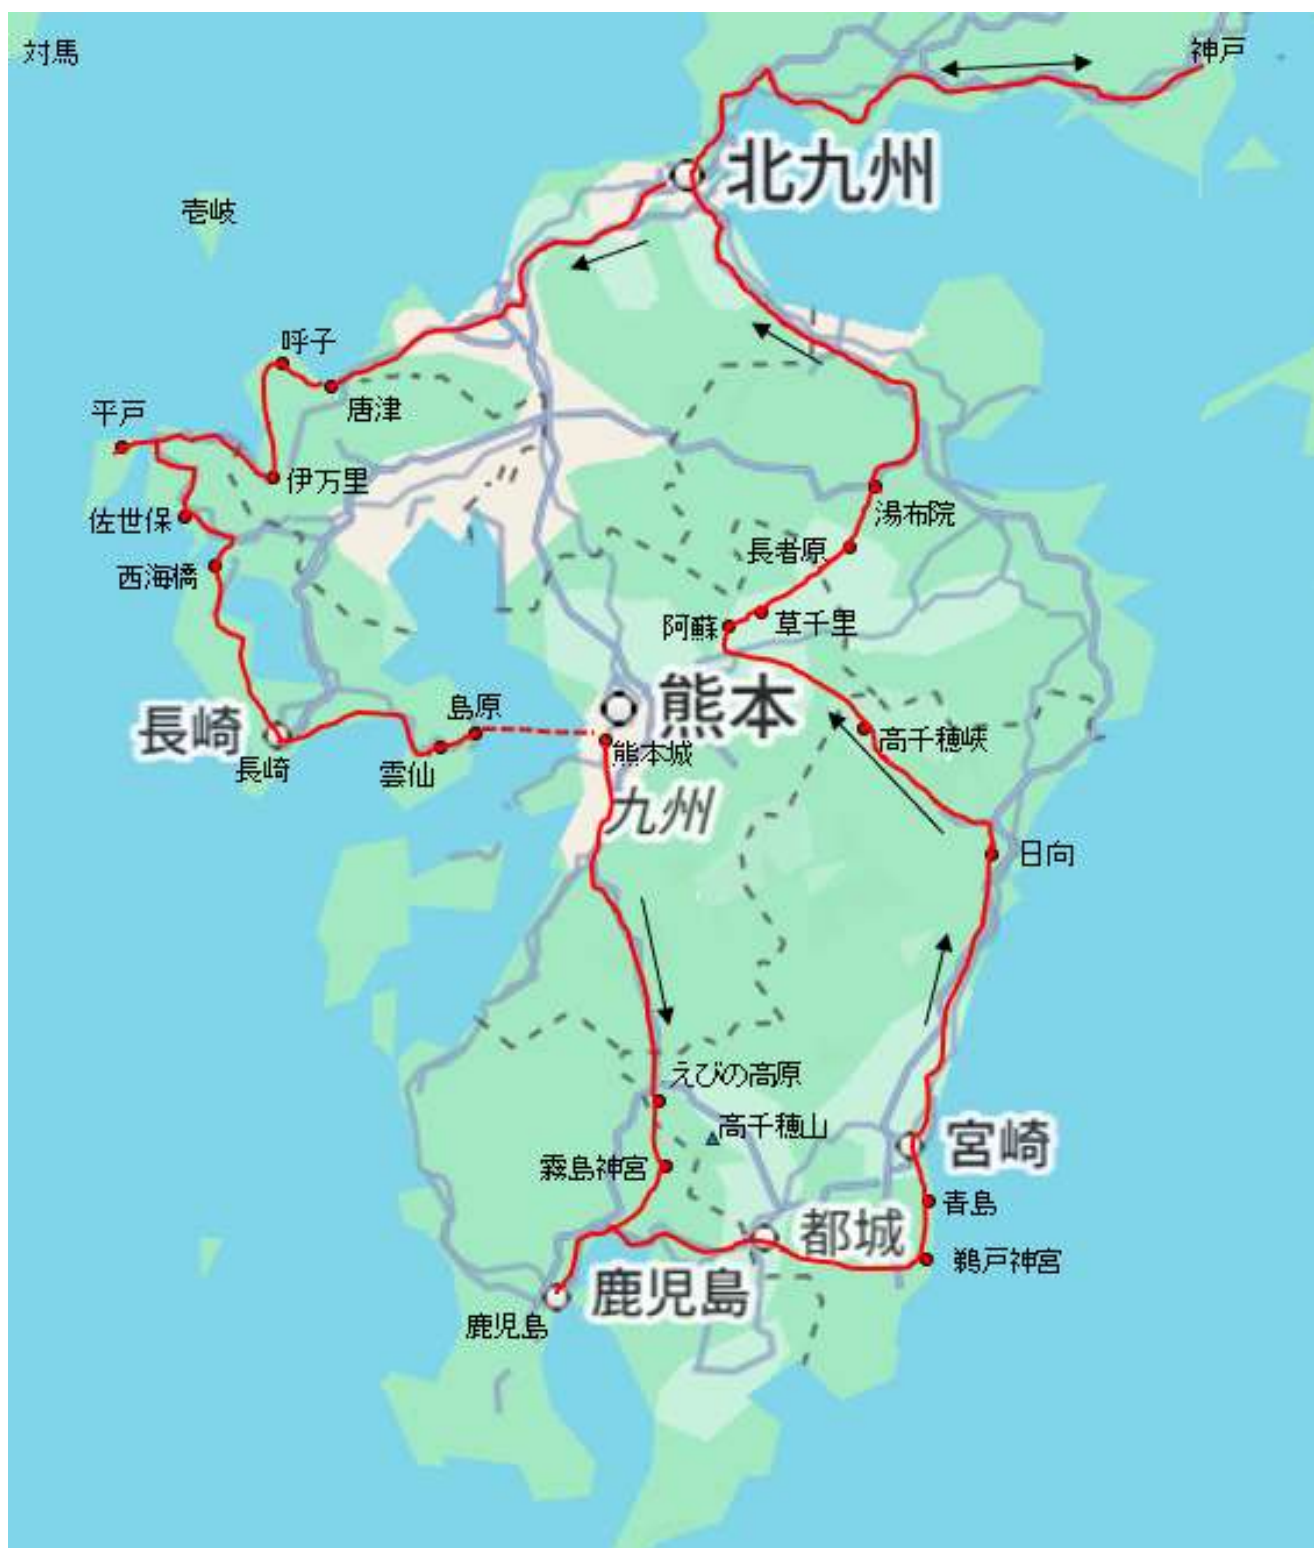 対馬
神戸
北九州
壱岐
呼子
唐津
平戸
伊万里
佐世保
湯布院
長者原
西海橋
草千里
阿蘇
熊本
島原
長崎
高千穂峡
熊本城
長崎
雲仙
九州
日向
えびの高原
高千穂山
宮崎
霧島神宮
青島
都城
鵜戸神宮
鹿児島
鹿児島